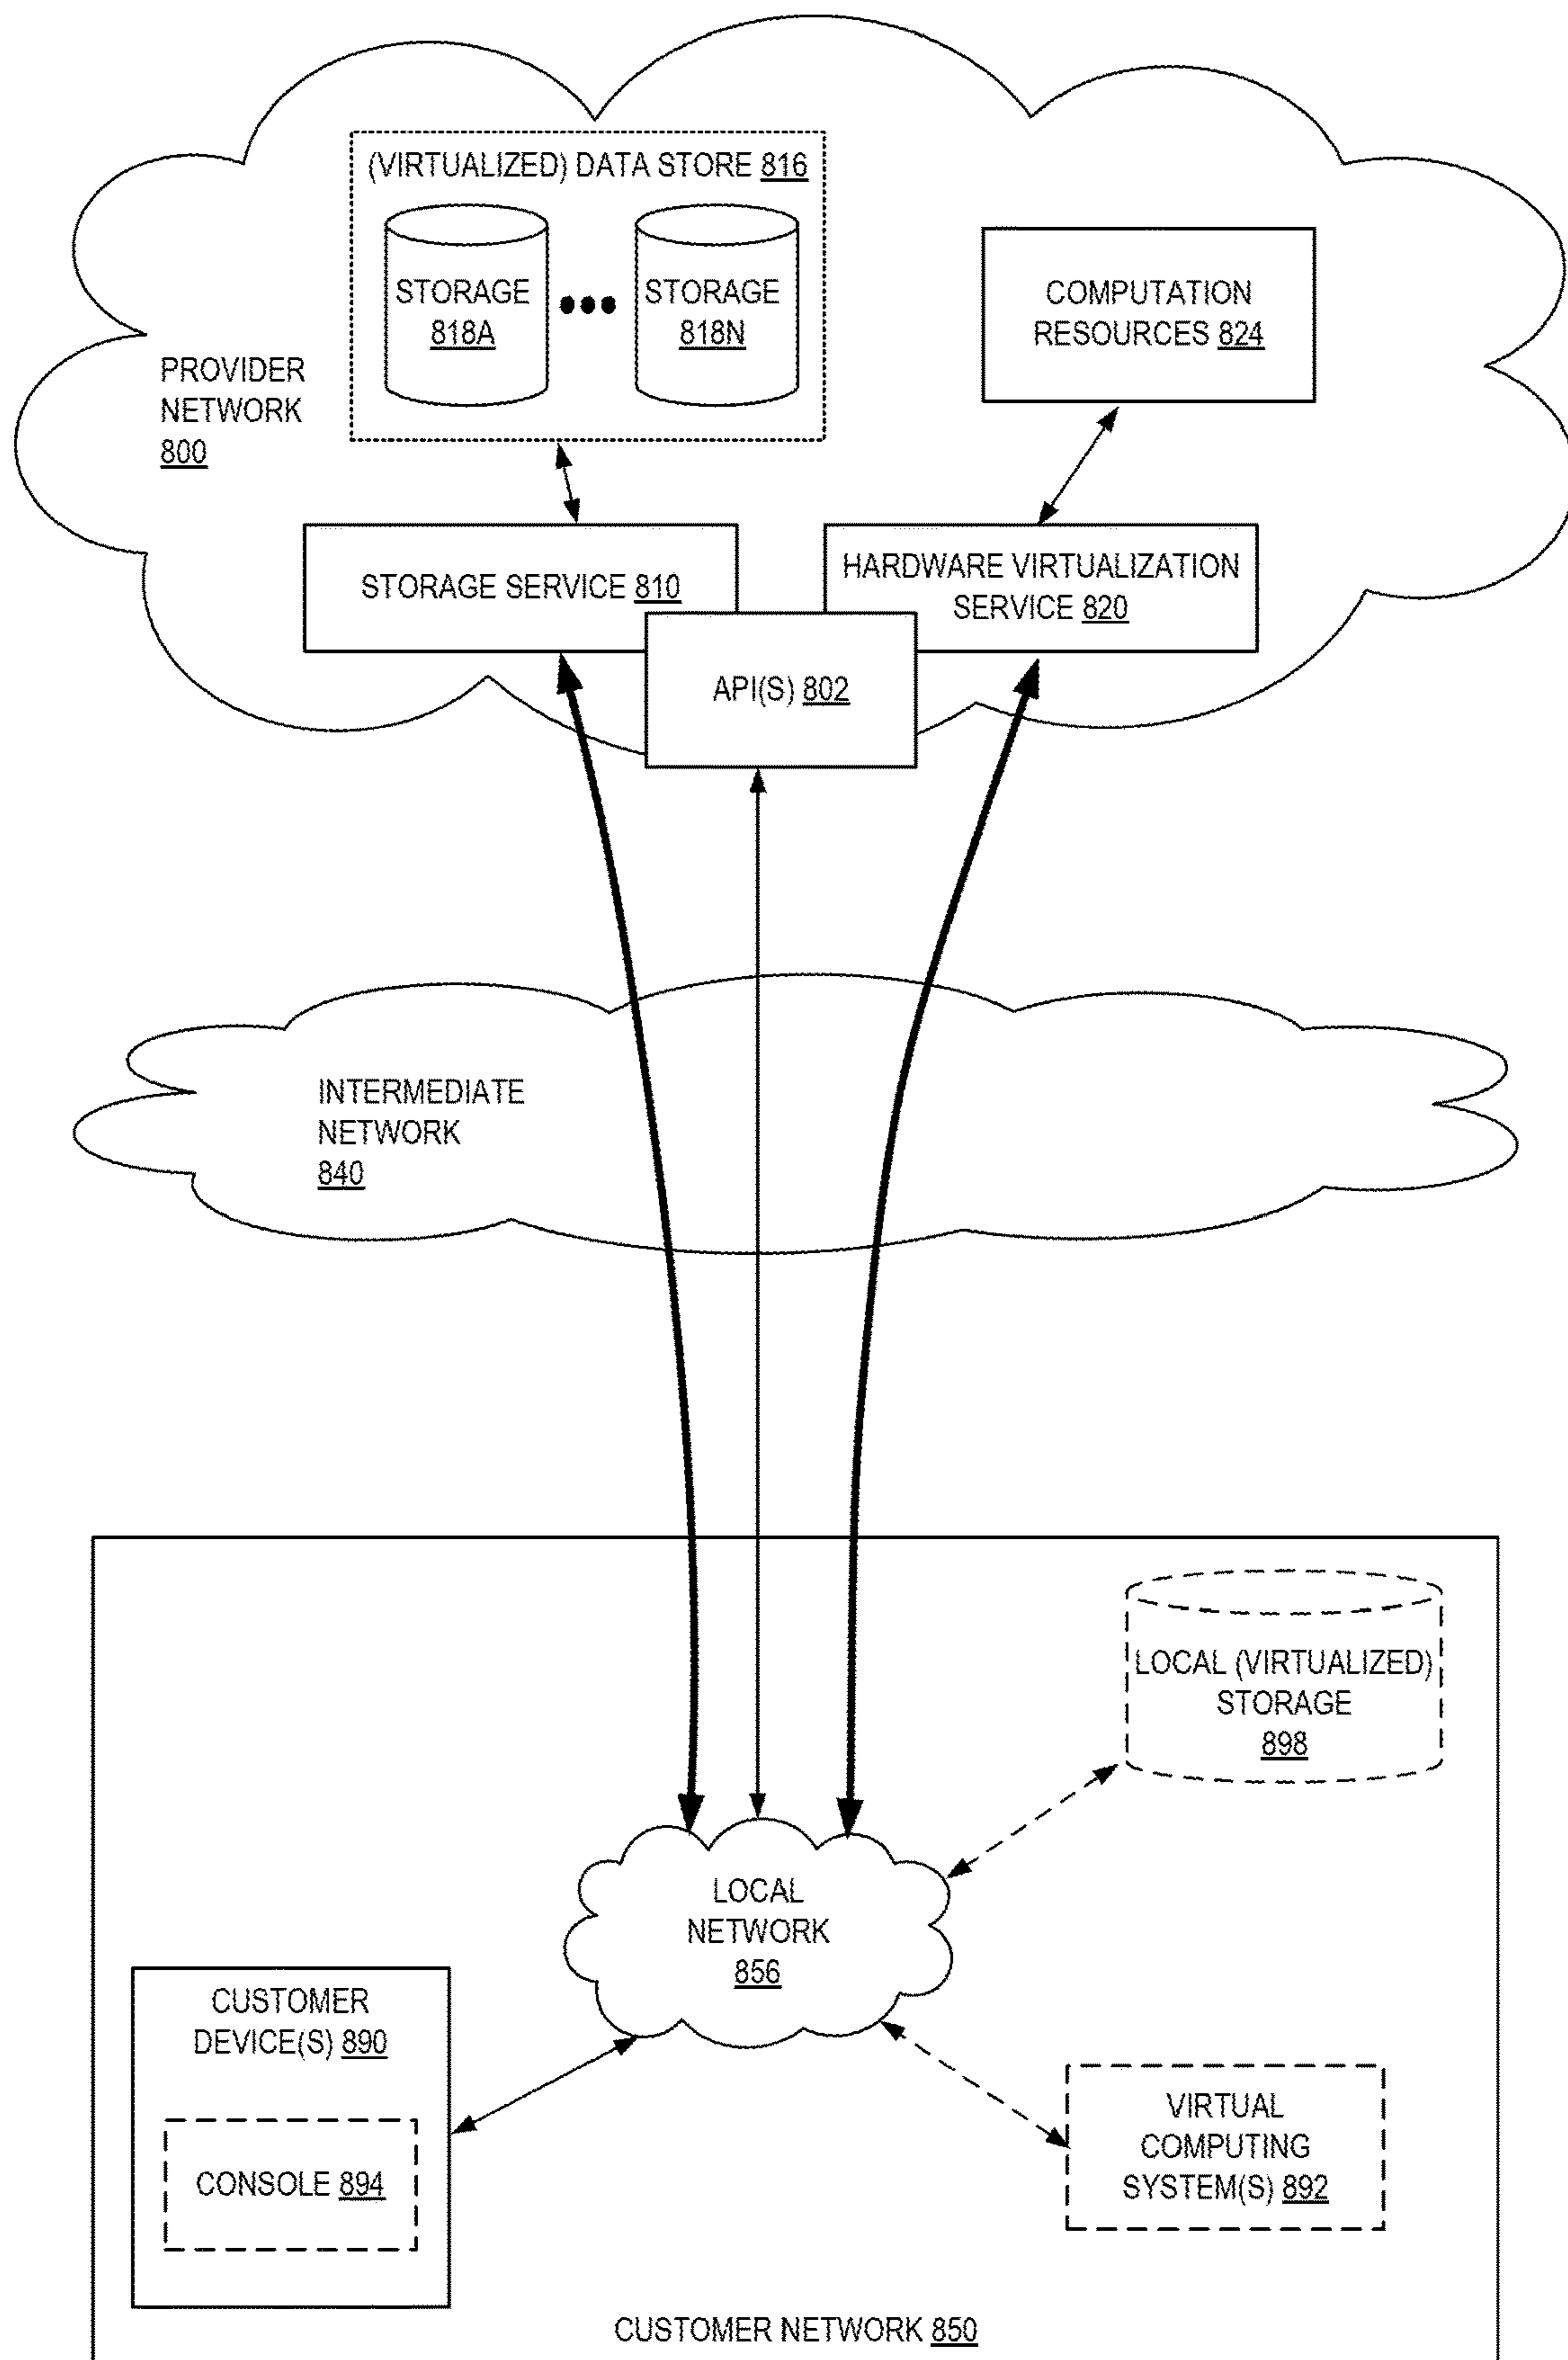 (VIRTUALIZED) DATA STORE 816
STORAGE
818A
STORAGE
818N
COMPUTATION
RESOURCES 824
PROVIDER
NETWORK
800
STORAGE SERVICE 810
HARDWARE VIRTUALIZATION
SERVICE 820
API(S) 802
INTERMEDIATE
NETWORK
840
LOCAL (VIRTUALIZED)
STORAGE
898
LOCAL
NETWORK
856
CUSTOMER
DEVICE(S) 890
CONSOLE 894
VIRTUAL
COMPUTING
SYSTEM(S) 892
CUSTOMER NETWORK 850